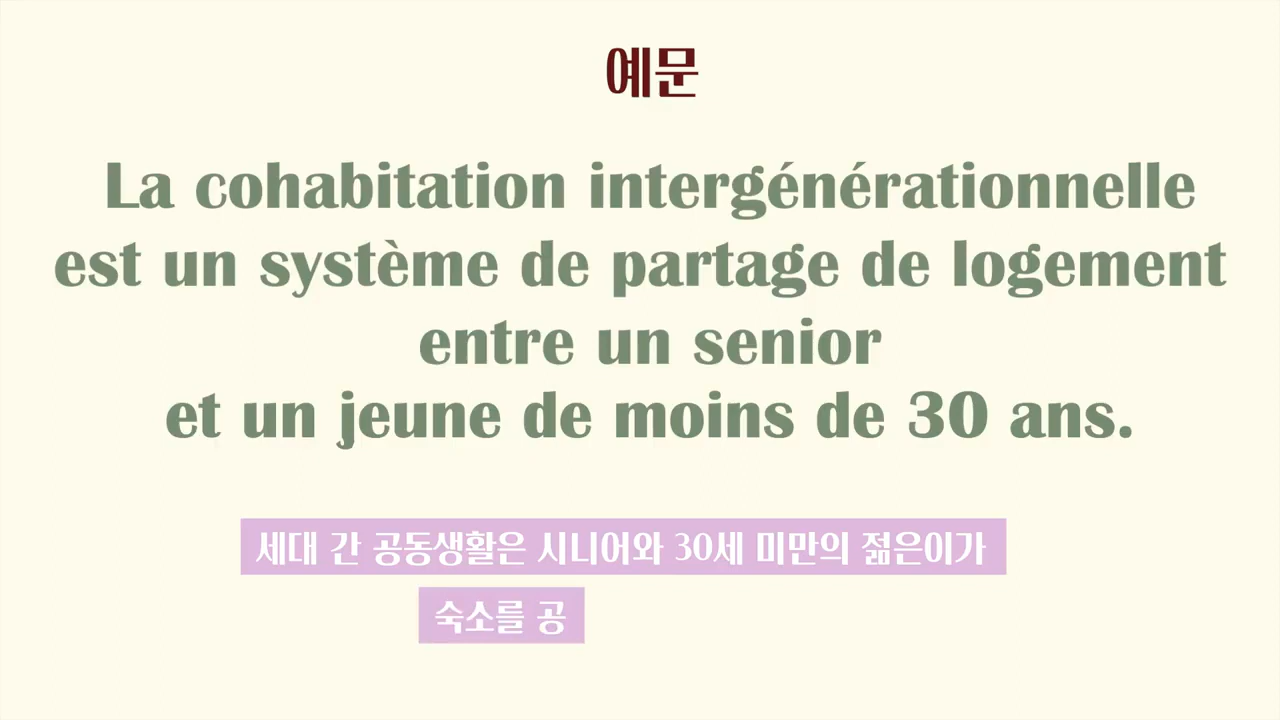 예문
La cohabitation intergénérationnelle
est un système de partage de logement
entre un senior
et un jeune de moins de 30 ans.
세대 간 공동생활은 시니어와 30세 미만의 젊은이가
숙소를 공